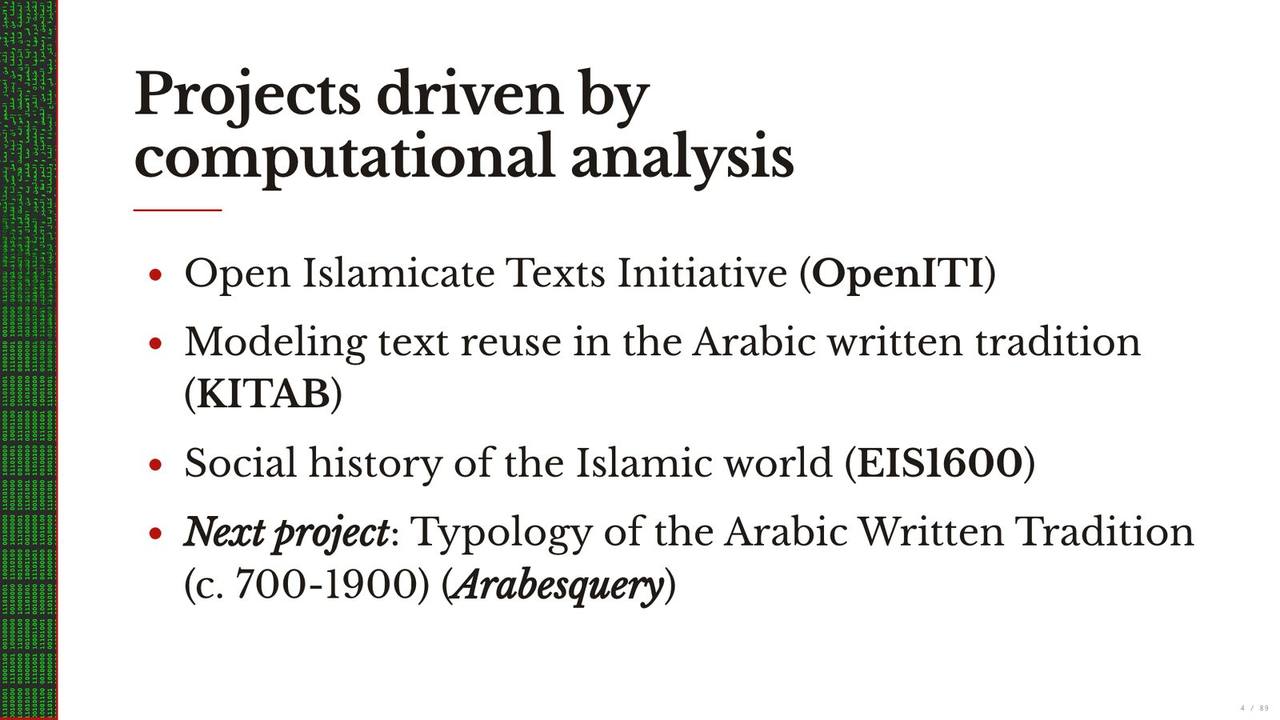 Projects driven by
computational analysis
• Open Islamicate Texts Initiative (OpenITI)
• Modeling text reuse in the Arabic written tradition
(KITAB)
• Social history of the Islamic world (EIS1600)
• Next project: Typology of the Arabic Written Tradition
(c. 700-1900) (Arabesquery)
4 / 89